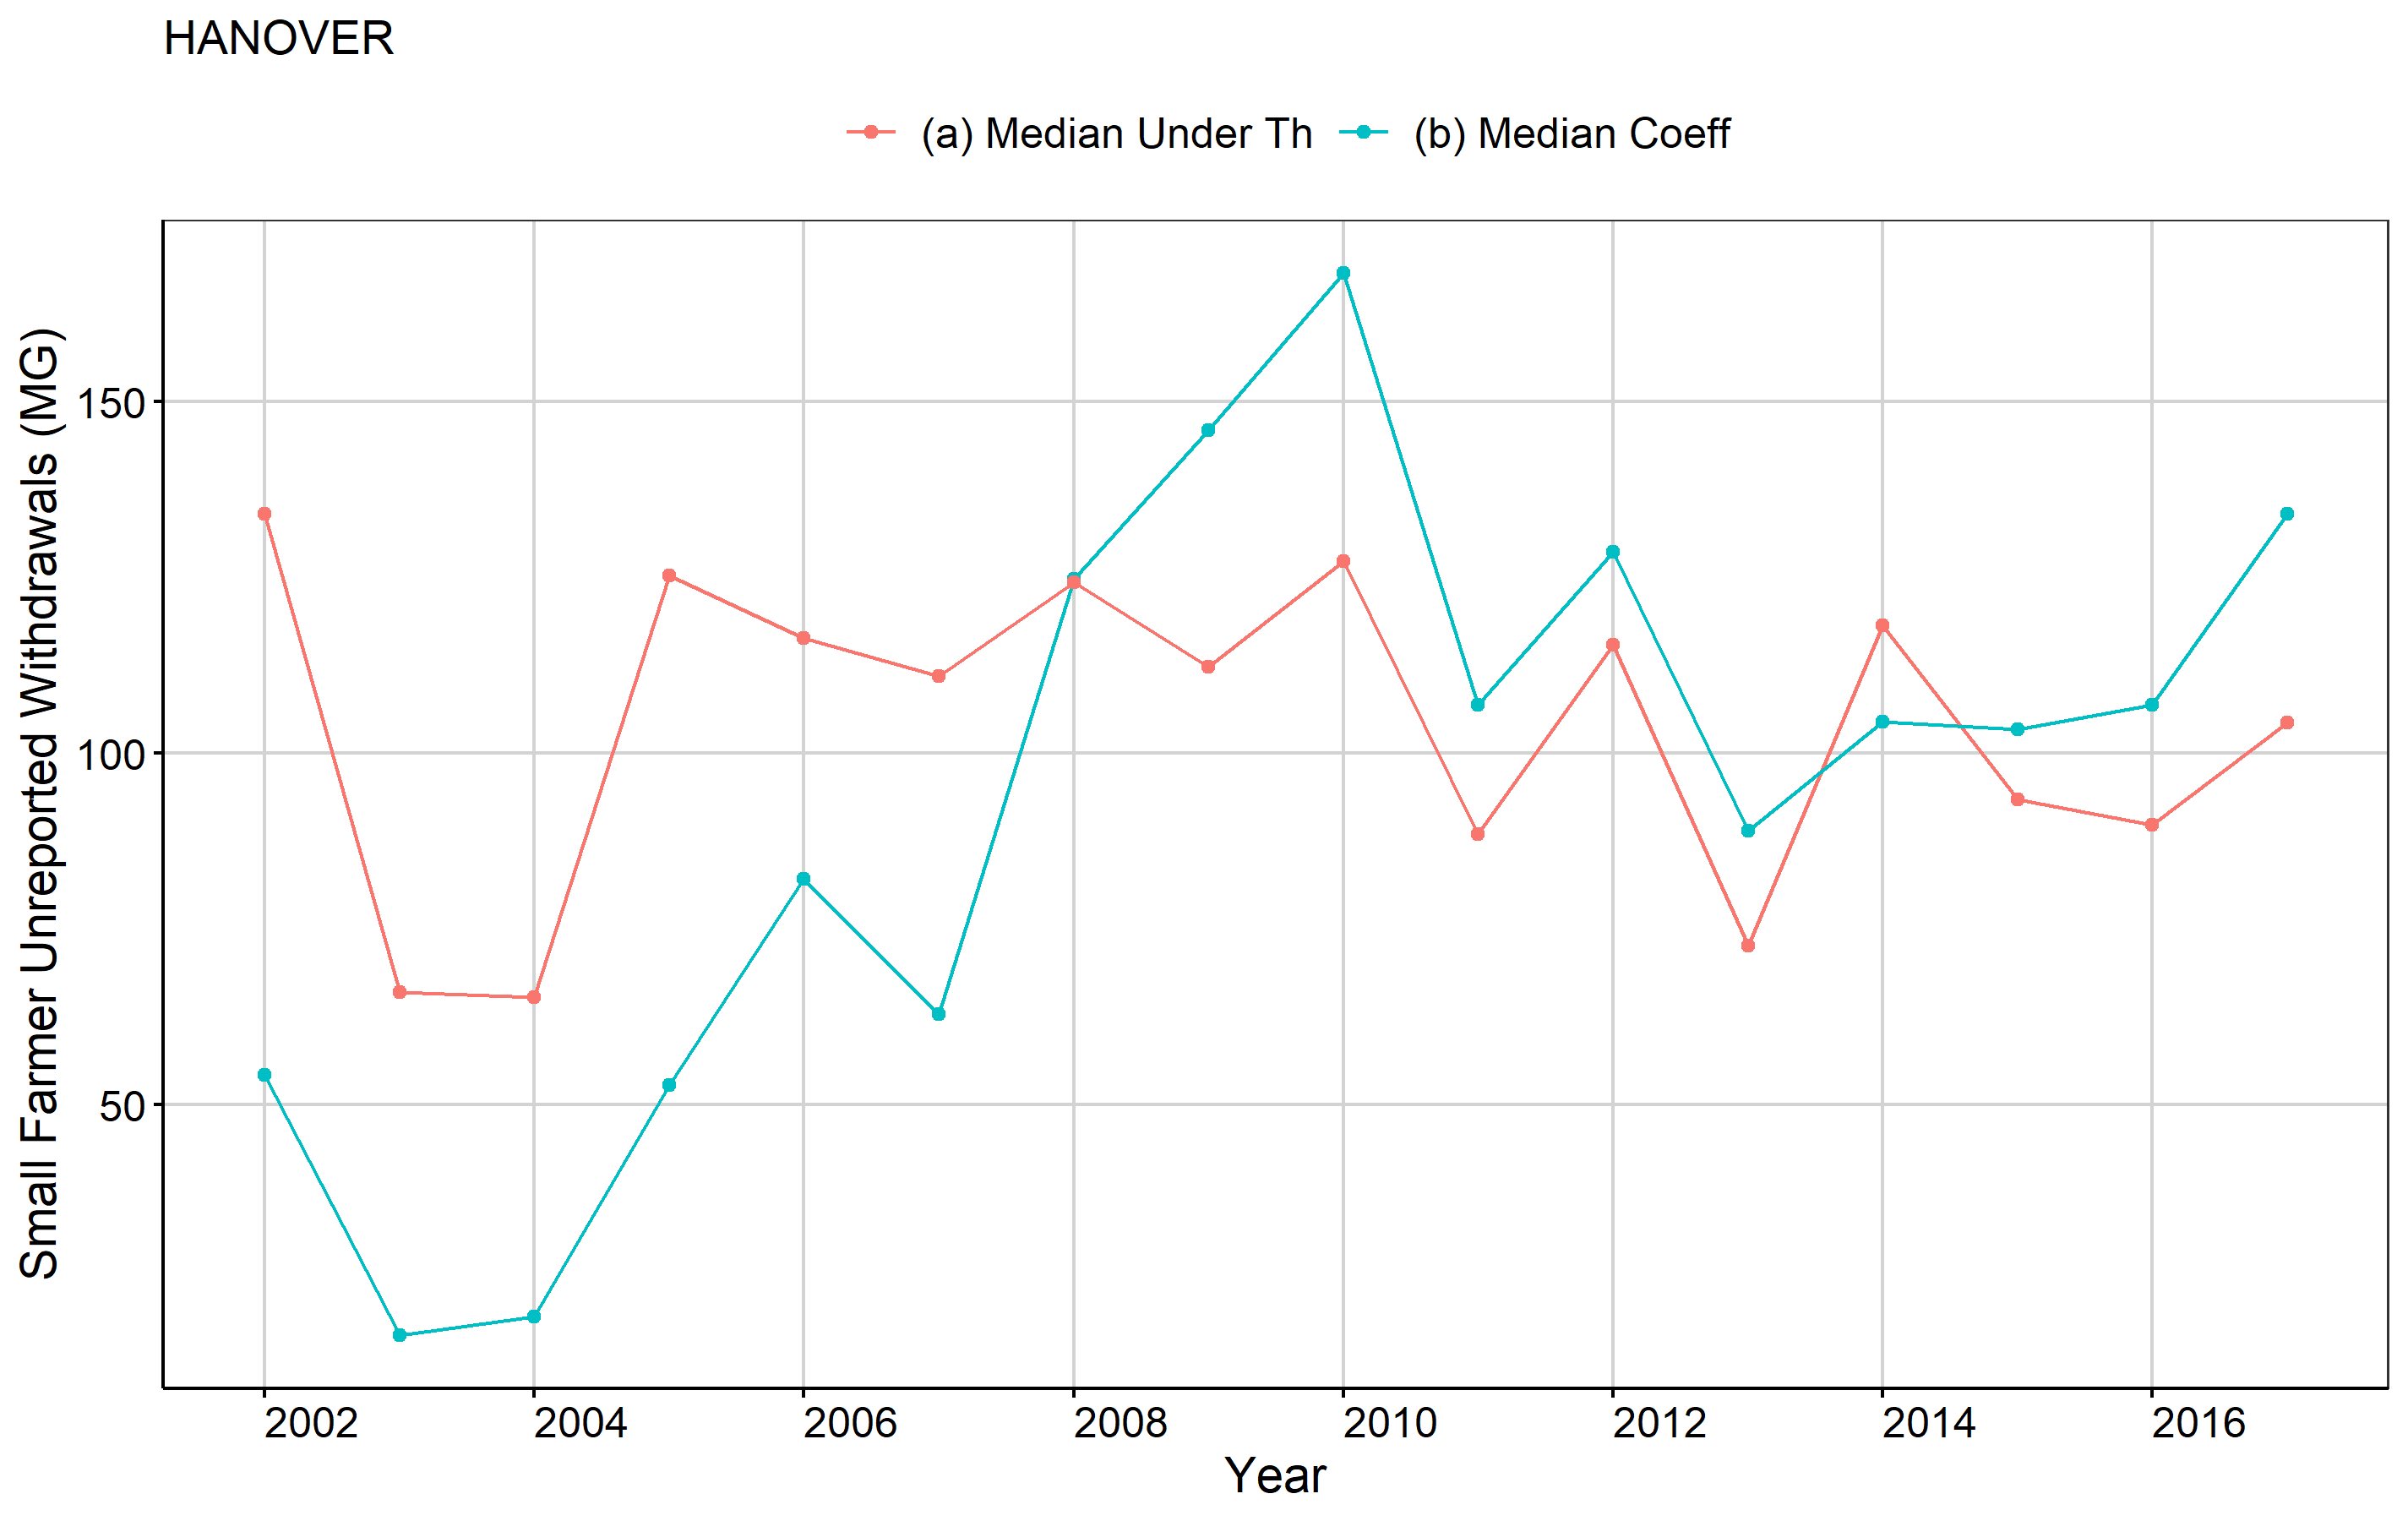 HANOVER
(a) Median Under Th (b) Median Coeff
Small Farmer Unreported Withdrawals (MG)
150
100
50
2002 2004 2006 2008 2010 2012 2014 2016
Year